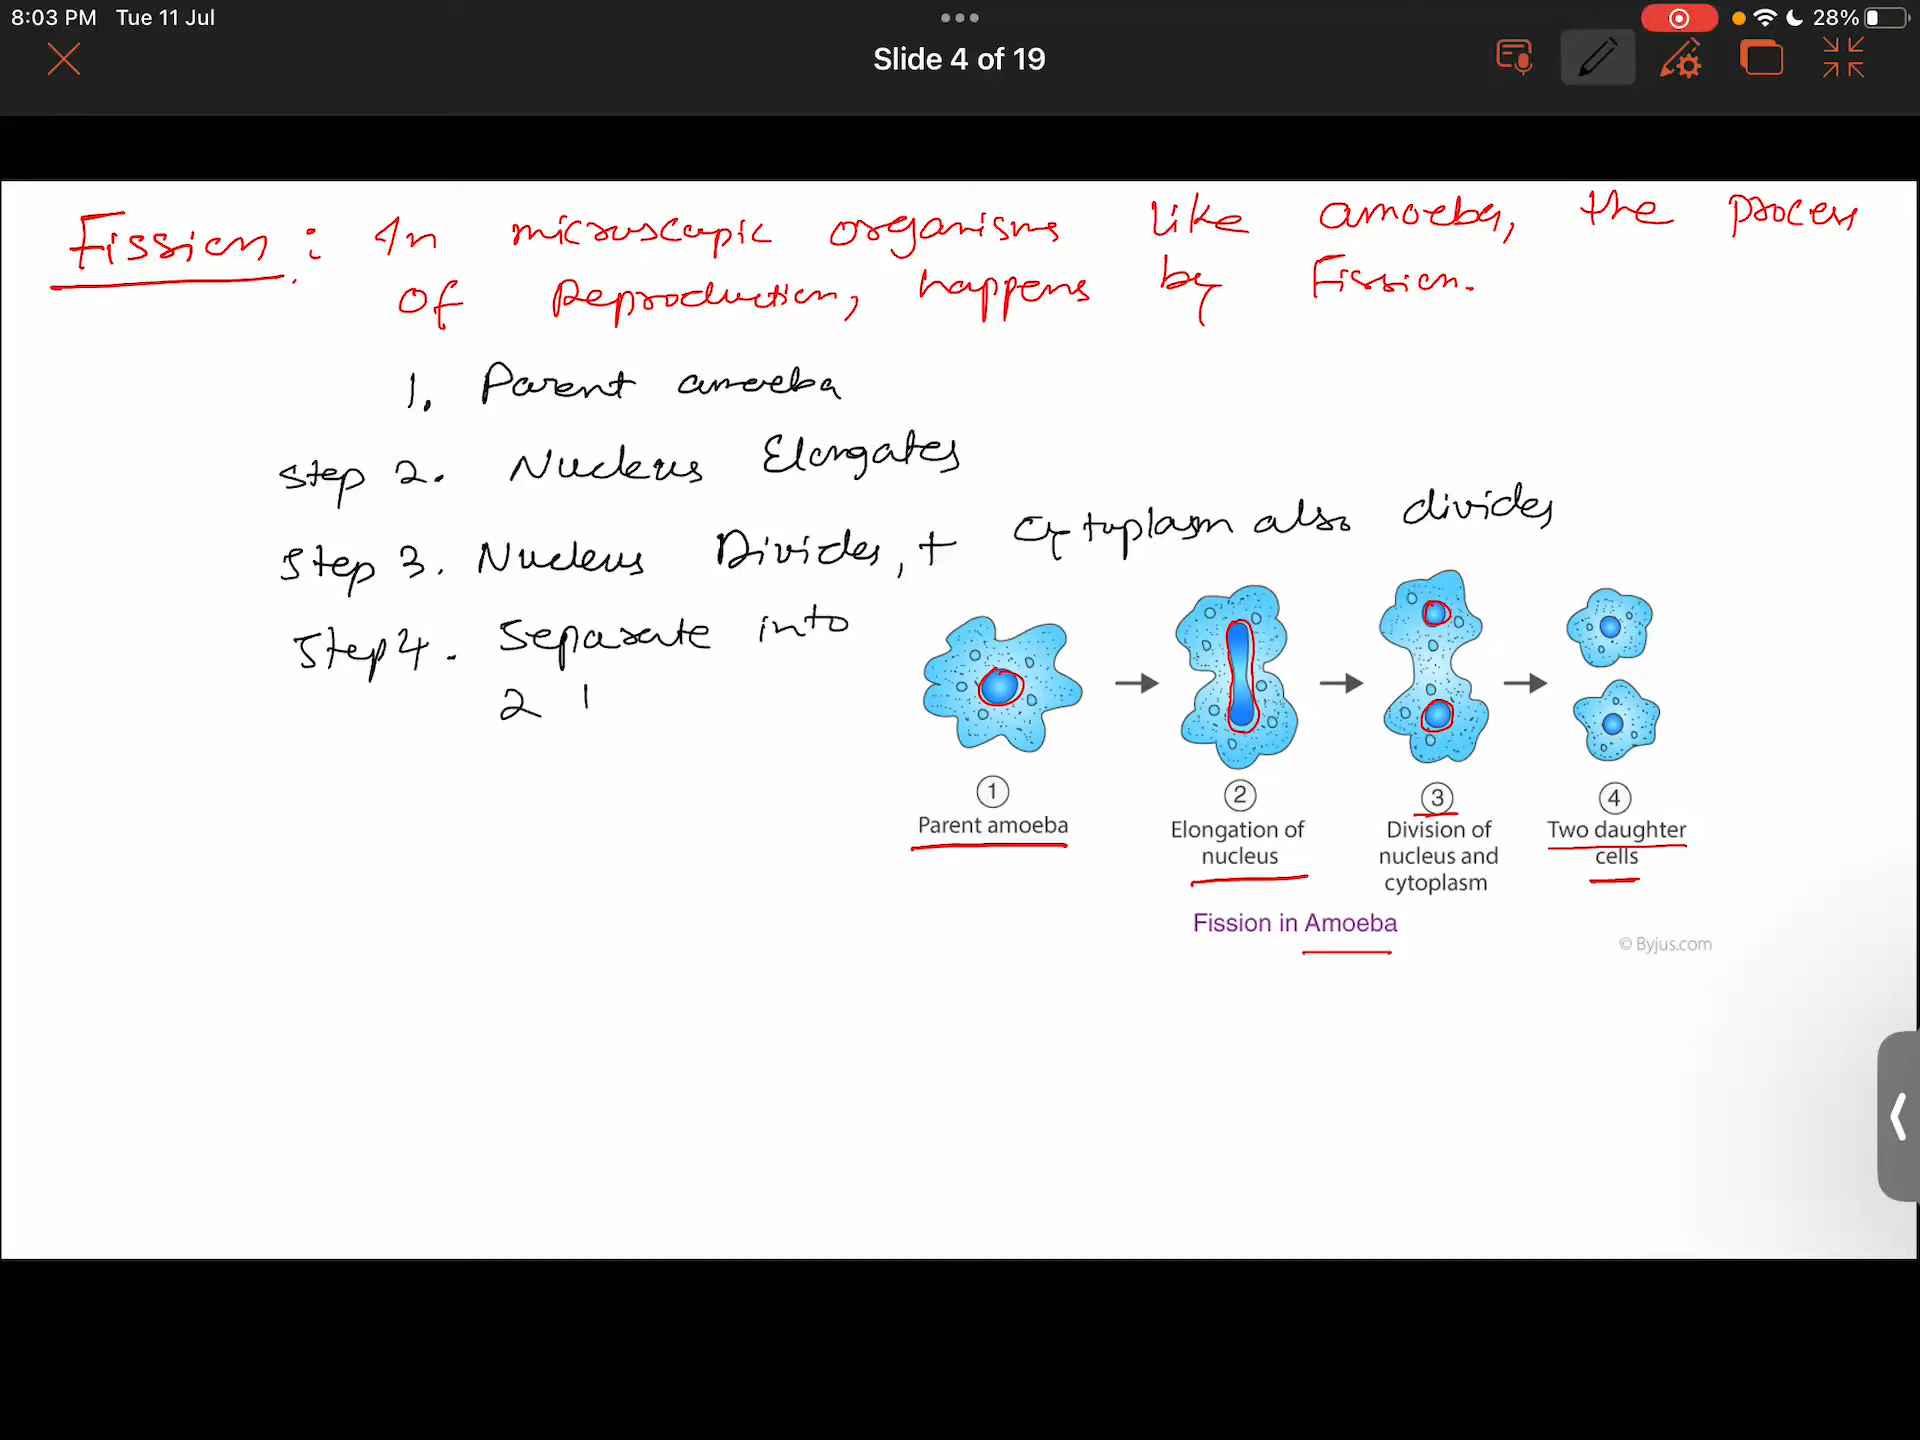 8:03 PM Tue 11 Jul
28%
Slide 4 of 19
Fission : In microscopic organisms like amoeba, the process
of Reproduction, happens by Fission.
1. Parent amoeba
Step 2. Nucleus Elongates
Step 3. Nucleus Divides, + Cytoplasm also divides
Step 4. Separate into
2
1
Parent amoeba
2
Elongation of
nucleus
3
Division of
nucleus and
cytoplasm
4
Two daughter
cells
Fission in Amoeba
© Byjus.com